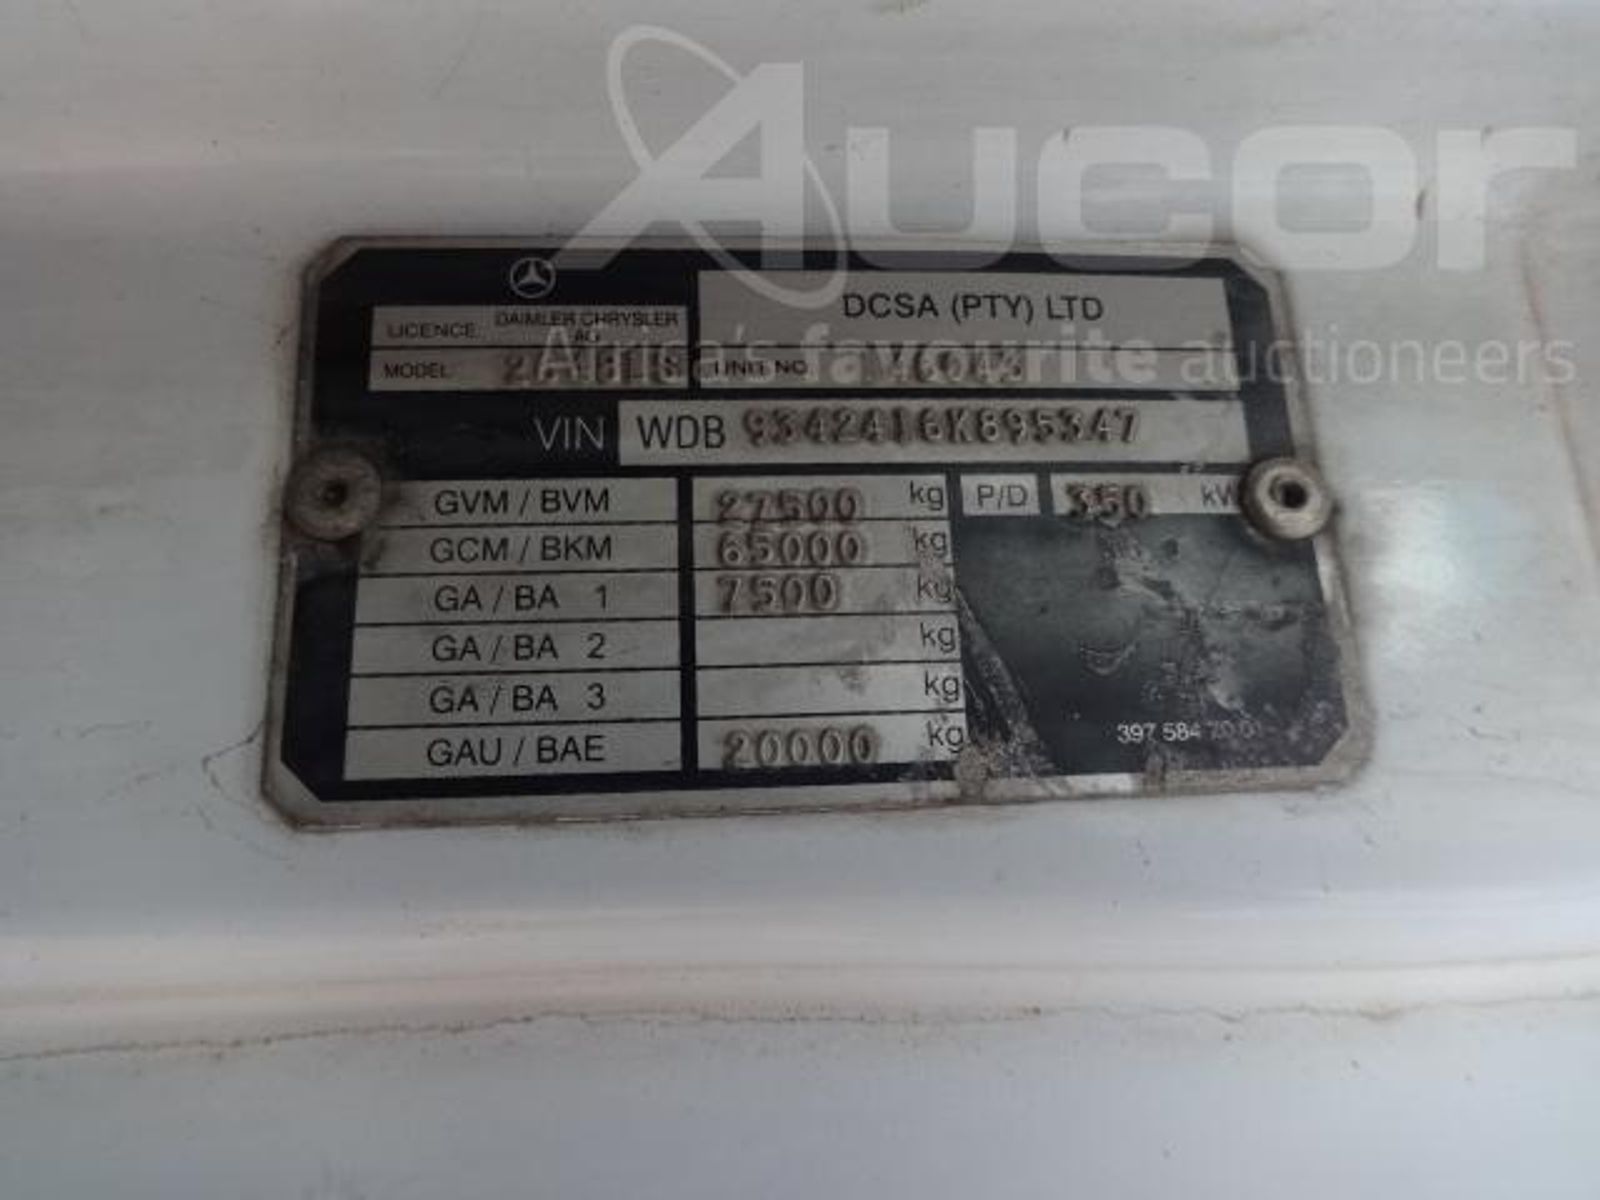 Aucor
Africa's favourite auctioneers
DCSA (PTY) LTD
LICENCE DAIMLER CHRYSLER AG
MODEL UNIT NO
VIN WDB 9342416K895347
GVM / BVM 27500 kg P/D 350 kW
GCM / BKM 65000 kg
GA / BA 1 7500 kg
GA / BA 2 kg
GA / BA 3 kg
GAU / BAE 20000 kg
397 584 70 01